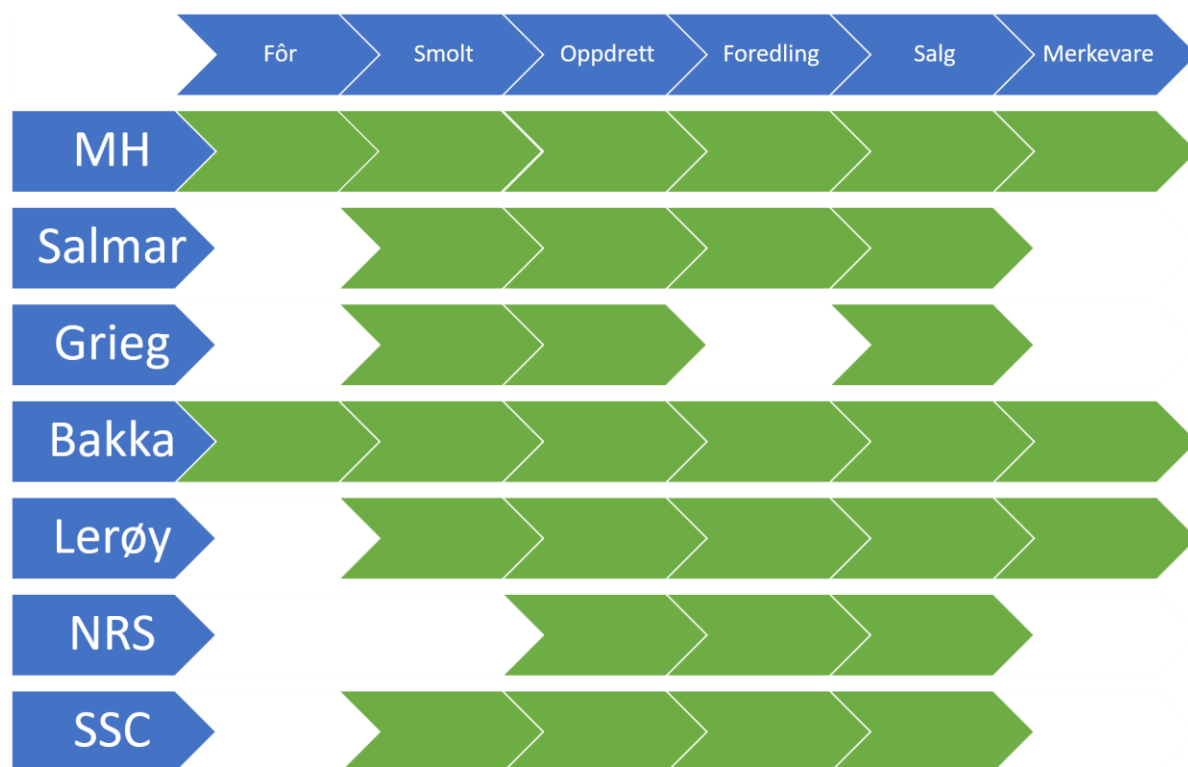 Fôr Smolt Oppdrett Foredling Salg Merkevare
MH
Salmar
Grieg
Bakka
Lerøy
NRS
SSC